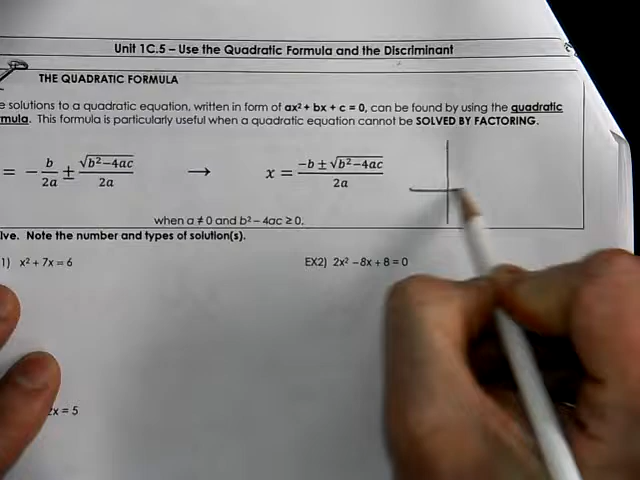 Unit 1C.5 – Use the Quadratic Formula and the Discriminant
THE QUADRATIC FORMULA
solutions to a quadratic equation, written in form of ax² + bx + c = 0, can be found by using the quadratic
This formula is particularly useful when a quadratic equation cannot be SOLVED BY FACTORING.
= −b/2a ± √b²−4ac/2a → x = −b ± √b²−4ac/2a
when a ≠ 0 and b² – 4ac ≥ 0.
Note the number and types of solution(s).
1) x² + 7x = 6 EX2) 2x² – 8x + 8 = 0
x = 5